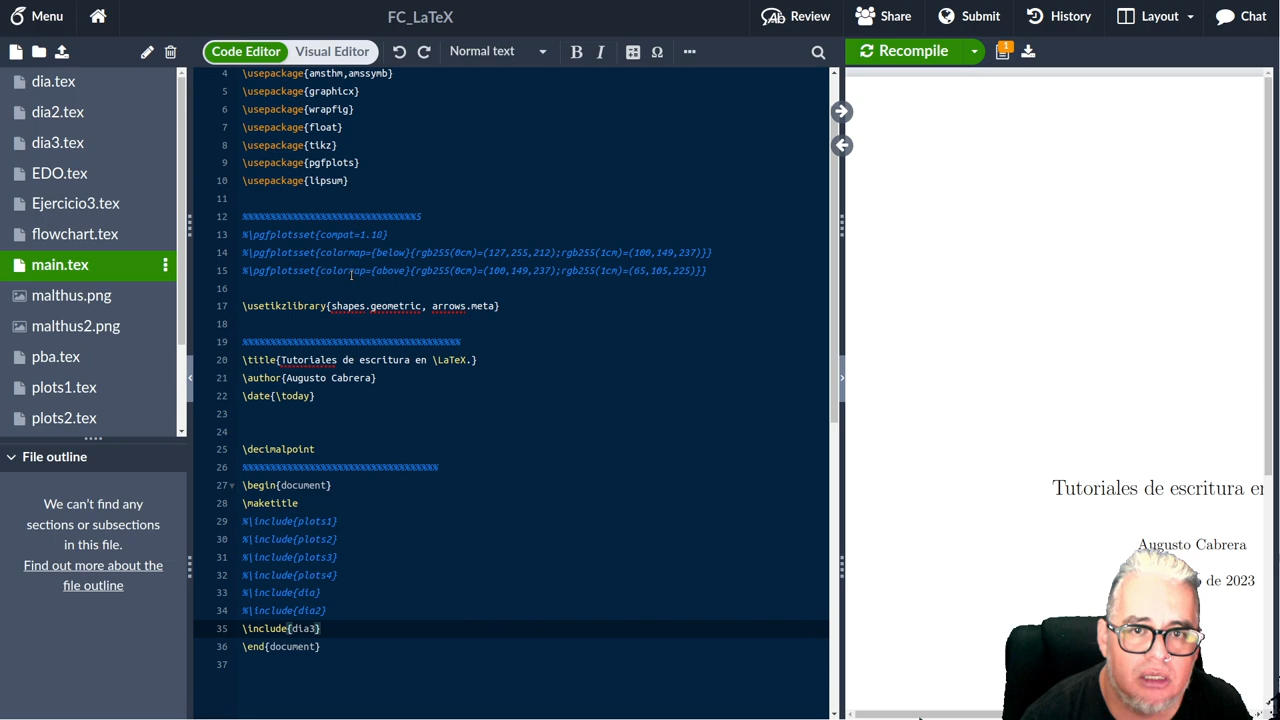 Menu
FC_LaTeX
Review
Share
Submit
History
Layout
Chat
Code Editor
Visual Editor
Normal text
B
I
Ω
Recompile
1
dia.tex
dia2.tex
dia3.tex
EDO.tex
Ejercicio3.tex
flowchart.tex
main.tex
malthus.png
malthus2.png
pba.tex
plots1.tex
plots2.tex
File outline
We can't find any
sections or subsections
in this file.
Find out more about the
file outline
4 \usepackage{amsthm,amssymb}
5 \usepackage{graphicx}
6 \usepackage{wrapfig}
7 \usepackage{float}
8 \usepackage{tikz}
9 \usepackage{pgfplots}
10 \usepackage{lipsum}
11
12 %%%%%%%%%%%%%%%%%%%%%%%%%%%%%%%5
13 %\pgfplotsset{compat=1.18}
14 %\pgfplotsset{colormap={below}{rgb255(0cm)=(127,255,212);rgb255(1cm)=(100,149,237)}}
15 %\pgfplotsset{colormap={above}{rgb255(0cm)=(100,149,237);rgb255(1cm)=(65,105,225)}}
16
17 \usetikzlibrary{shapes.geometric, arrows.meta}
18
19 %%%%%%%%%%%%%%%%%%%%%%%%%%%%%%%%%%%%%%%
20 \title{Tutoriales de escritura en \LaTeX.}
21 \author{Augusto Cabrera}
22 \date{\today}
23
24
25 \decimalpoint
26 %%%%%%%%%%%%%%%%%%%%%%%%%%%%%%%%%%%
27 \begin{document}
28 \maketitle
29 %\include{plots1}
30 %\include{plots2}
31 %\include{plots3}
32 %\include{plots4}
33 %\include{dia}
34 %\include{dia2}
35 \include{dia3}
36 \end{document}
37
Tutoriales de escritura en
Augusto Cabrera
de 2023